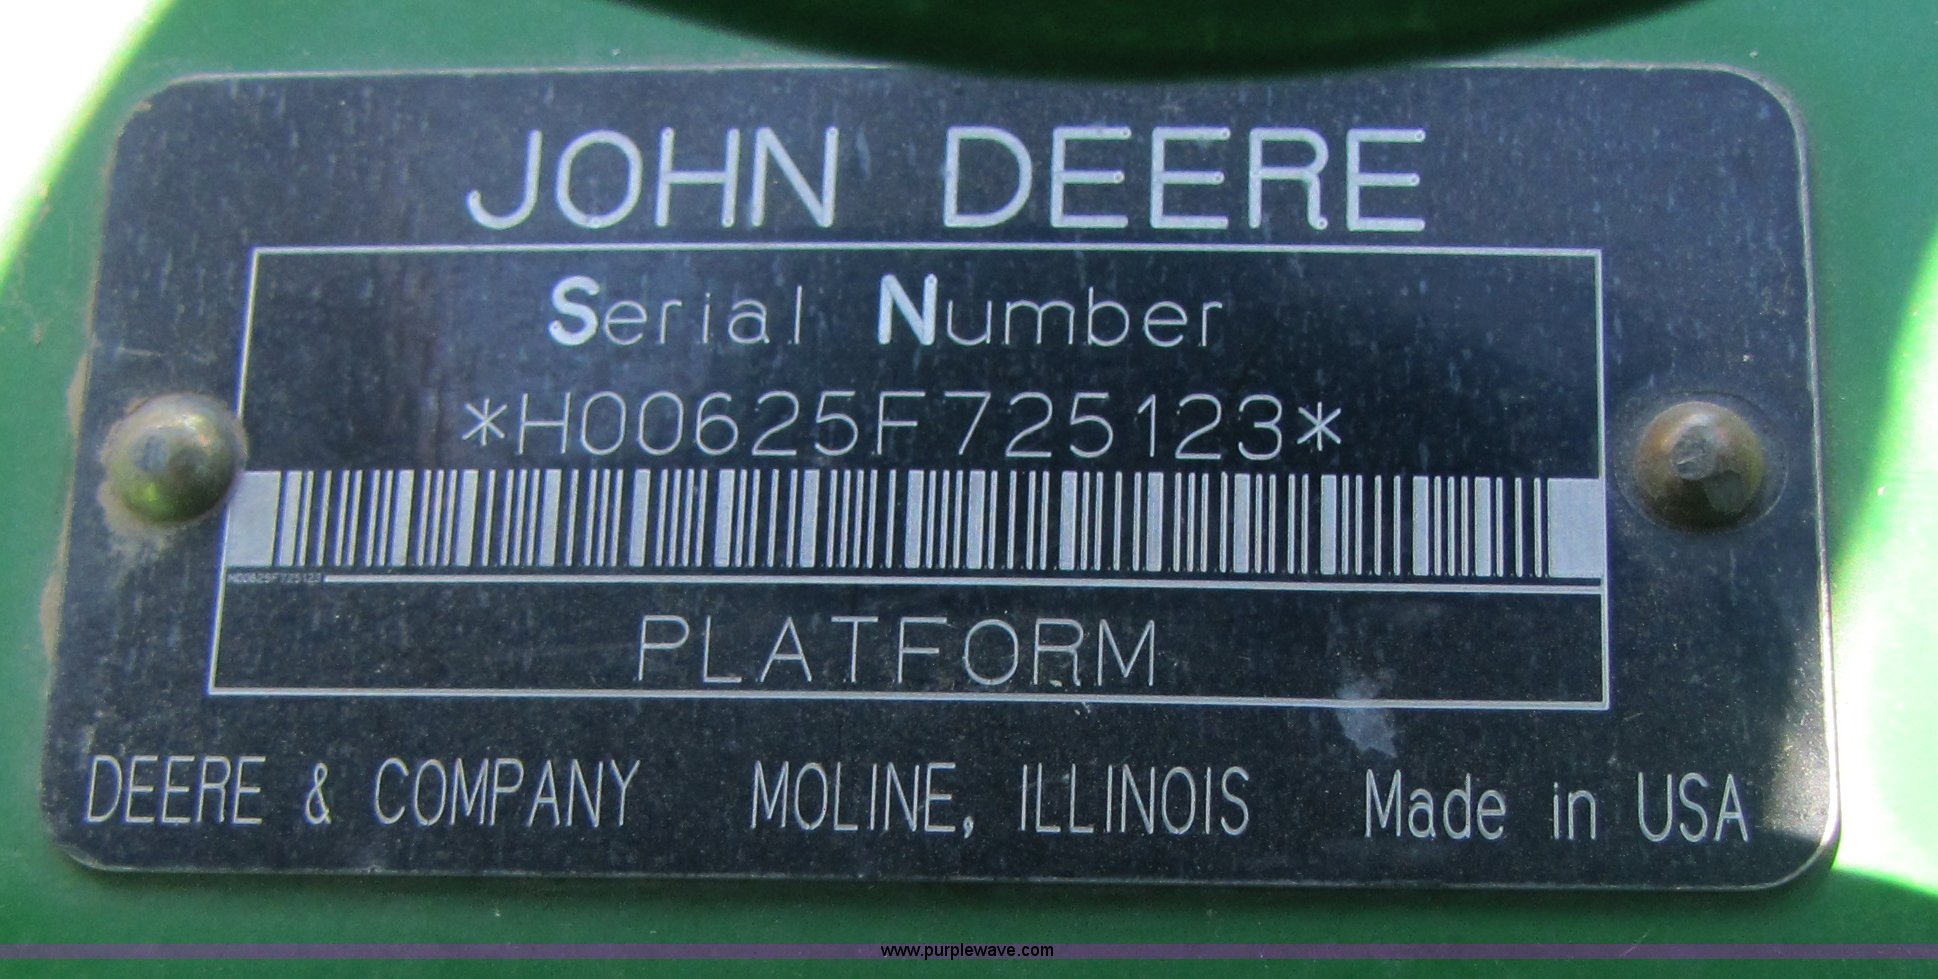 JOHN DEERE
Serial Number
*H00625F725123*
H00625F725123
PLATFORM
DEERE & COMPANY MOLINE, ILLINOIS Made in USA
www.purplewave.com